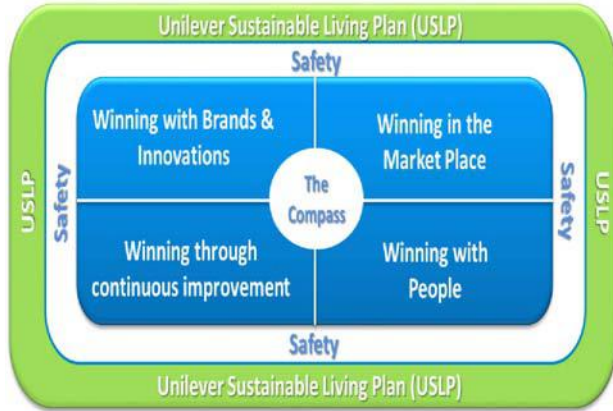 Unilever Sustainable Living Plan (USLP)
Safety
Winning with Brands &
Innovations
Winning in the
Market Place
USLP
Safety
The
Compass
Safety
USLP
Winning through
continuous improvement
Winning with
People
Safety
Unilever Sustainable Living Plan (USLP)